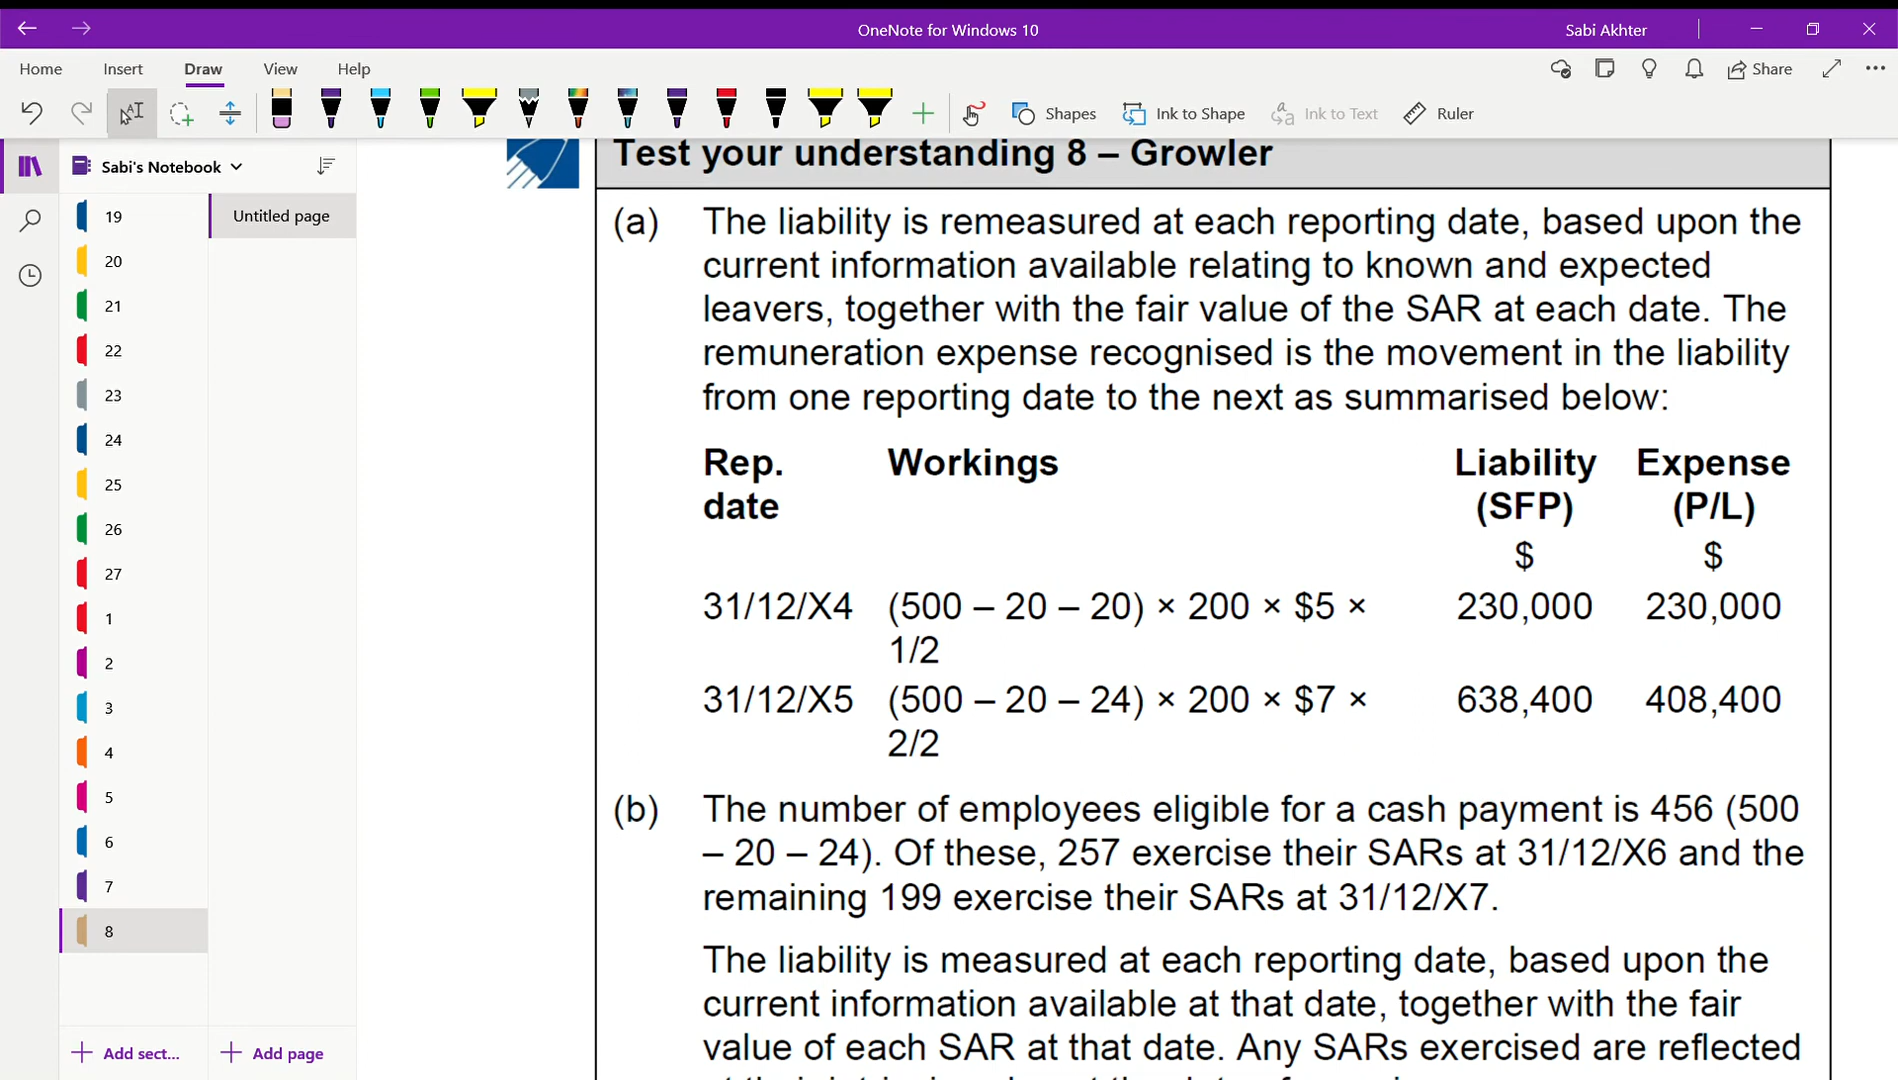 OneNote for Windows 10
Sabi Akhter
Home Insert Draw View Help
Share
Shapes
Ink to Shape
Ink to Text
Ruler
Sabi's Notebook
19
20
21
22
23
24
25
26
27
1
2
3
4
5
6
7
8
Add sect...
Untitled page
Add page
Test your understanding 8 – Growler
(a) The liability is remeasured at each reporting date, based upon the
current information available relating to known and expected
leavers, together with the fair value of the SAR at each date. The
remuneration expense recognised is the movement in the liability
from one reporting date to the next as summarised below:
Rep. Workings Liability Expense
date (SFP) (P/L)
$ $
31/12/X4 (500 – 20 – 20) × 200 × $5 × 230,000 230,000
1/2
31/12/X5 (500 – 20 – 24) × 200 × $7 × 638,400 408,400
2/2
(b) The number of employees eligible for a cash payment is 456 (500
– 20 – 24). Of these, 257 exercise their SARs at 31/12/X6 and the
remaining 199 exercise their SARs at 31/12/X7.
The liability is measured at each reporting date, based upon the
current information available at that date, together with the fair
value of each SAR at that date. Any SARs exercised are reflected